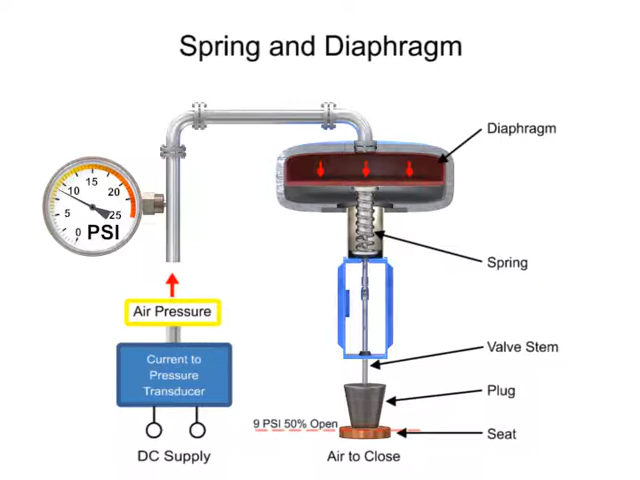 Spring and Diaphragm
Diaphragm
15
10
20
5
25
0
PSI
Spring
Air Pressure
Valve Stem
Current to
Pressure
Transducer
Plug
9 PSI 50% Open
Seat
DC Supply
Air to Close